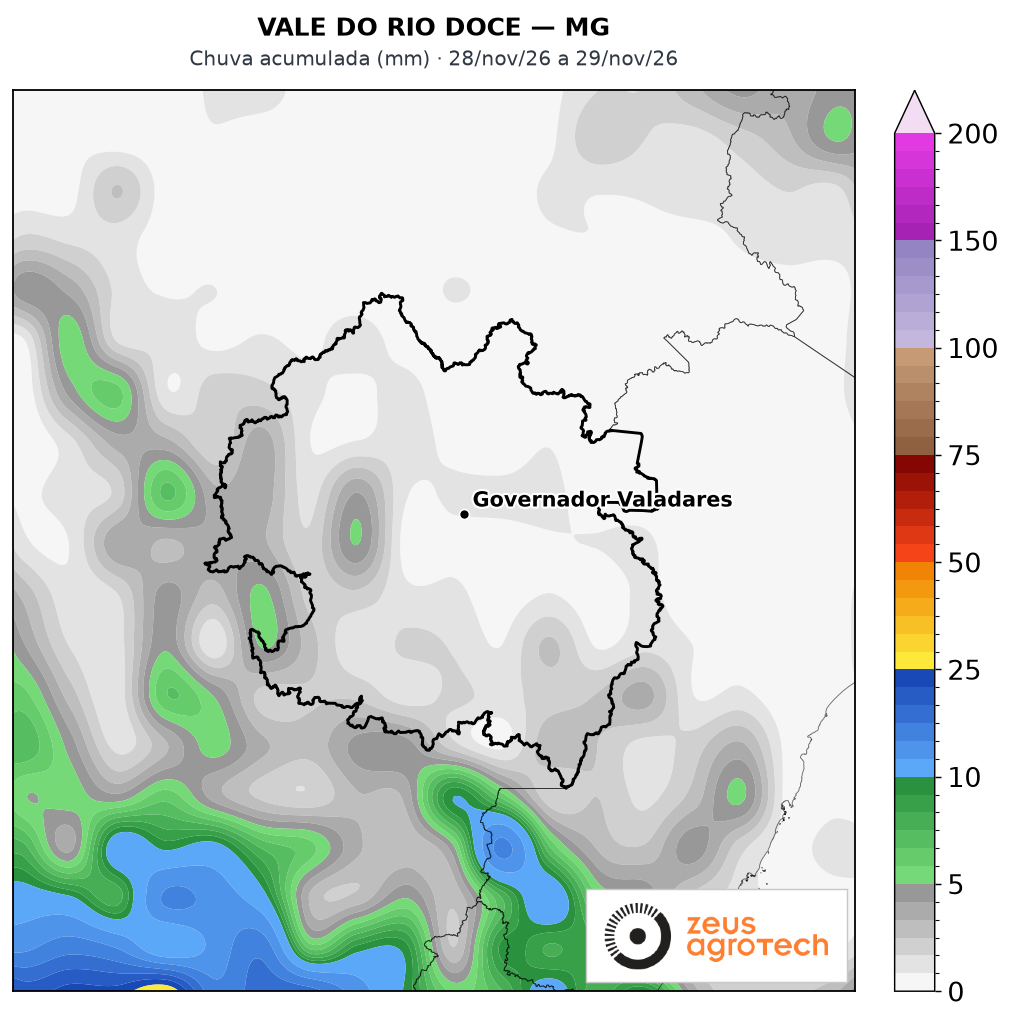 VALE DO RIO DOCE — MG
Chuva acumulada (mm) · 28/nov/26 a 29/nov/26
200
150
100
75
50
25
10
5
0
Governador Valadares
zeus
agrotech